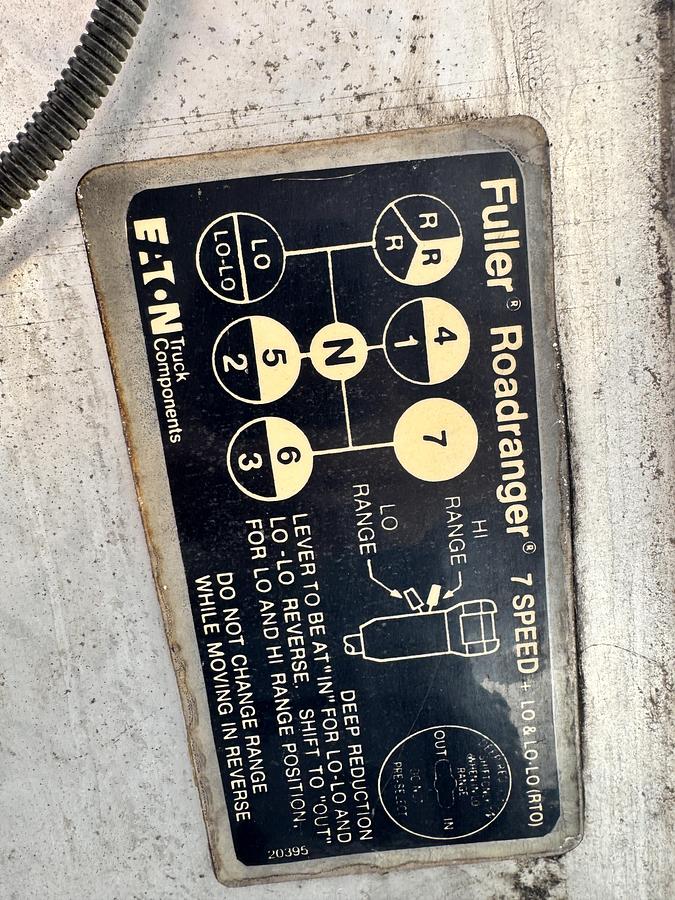 Fuller® Roadranger® 7 SPEED + LO & LO-LO (RTO)
R R
R
4
1
7
N
LO
LO-LO
5
2
6
3
HI
RANGE
LO
RANGE
OUT IN
PRE-SELECT
DEEP REDUCTION
LEVER TO BE AT "IN" FOR LO-LO AND
LO-LO REVERSE. SHIFT TO "OUT"
FOR LO AND HI RANGE POSITION.
DO NOT CHANGE RANGE
WHILE MOVING IN REVERSE
EATON Truck
Components
20395